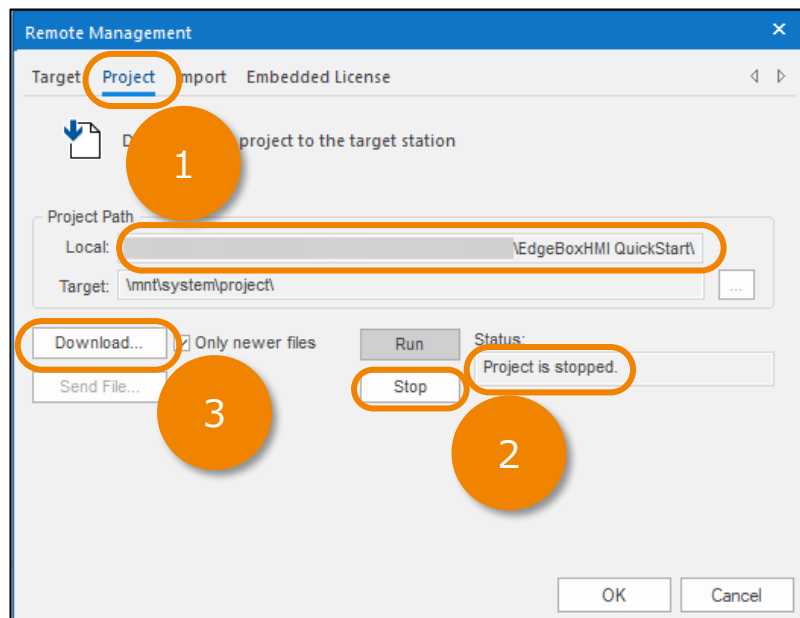 Remote Management
Target Project Import Embedded License
1
D project to the target station
Project Path
Local: \EdgeBoxHMI QuickStart\
Target: \mnt\system\project\ ...
Download... Only newer files Run Status:
Project is stopped.
Send File... Stop
3
2
OK Cancel